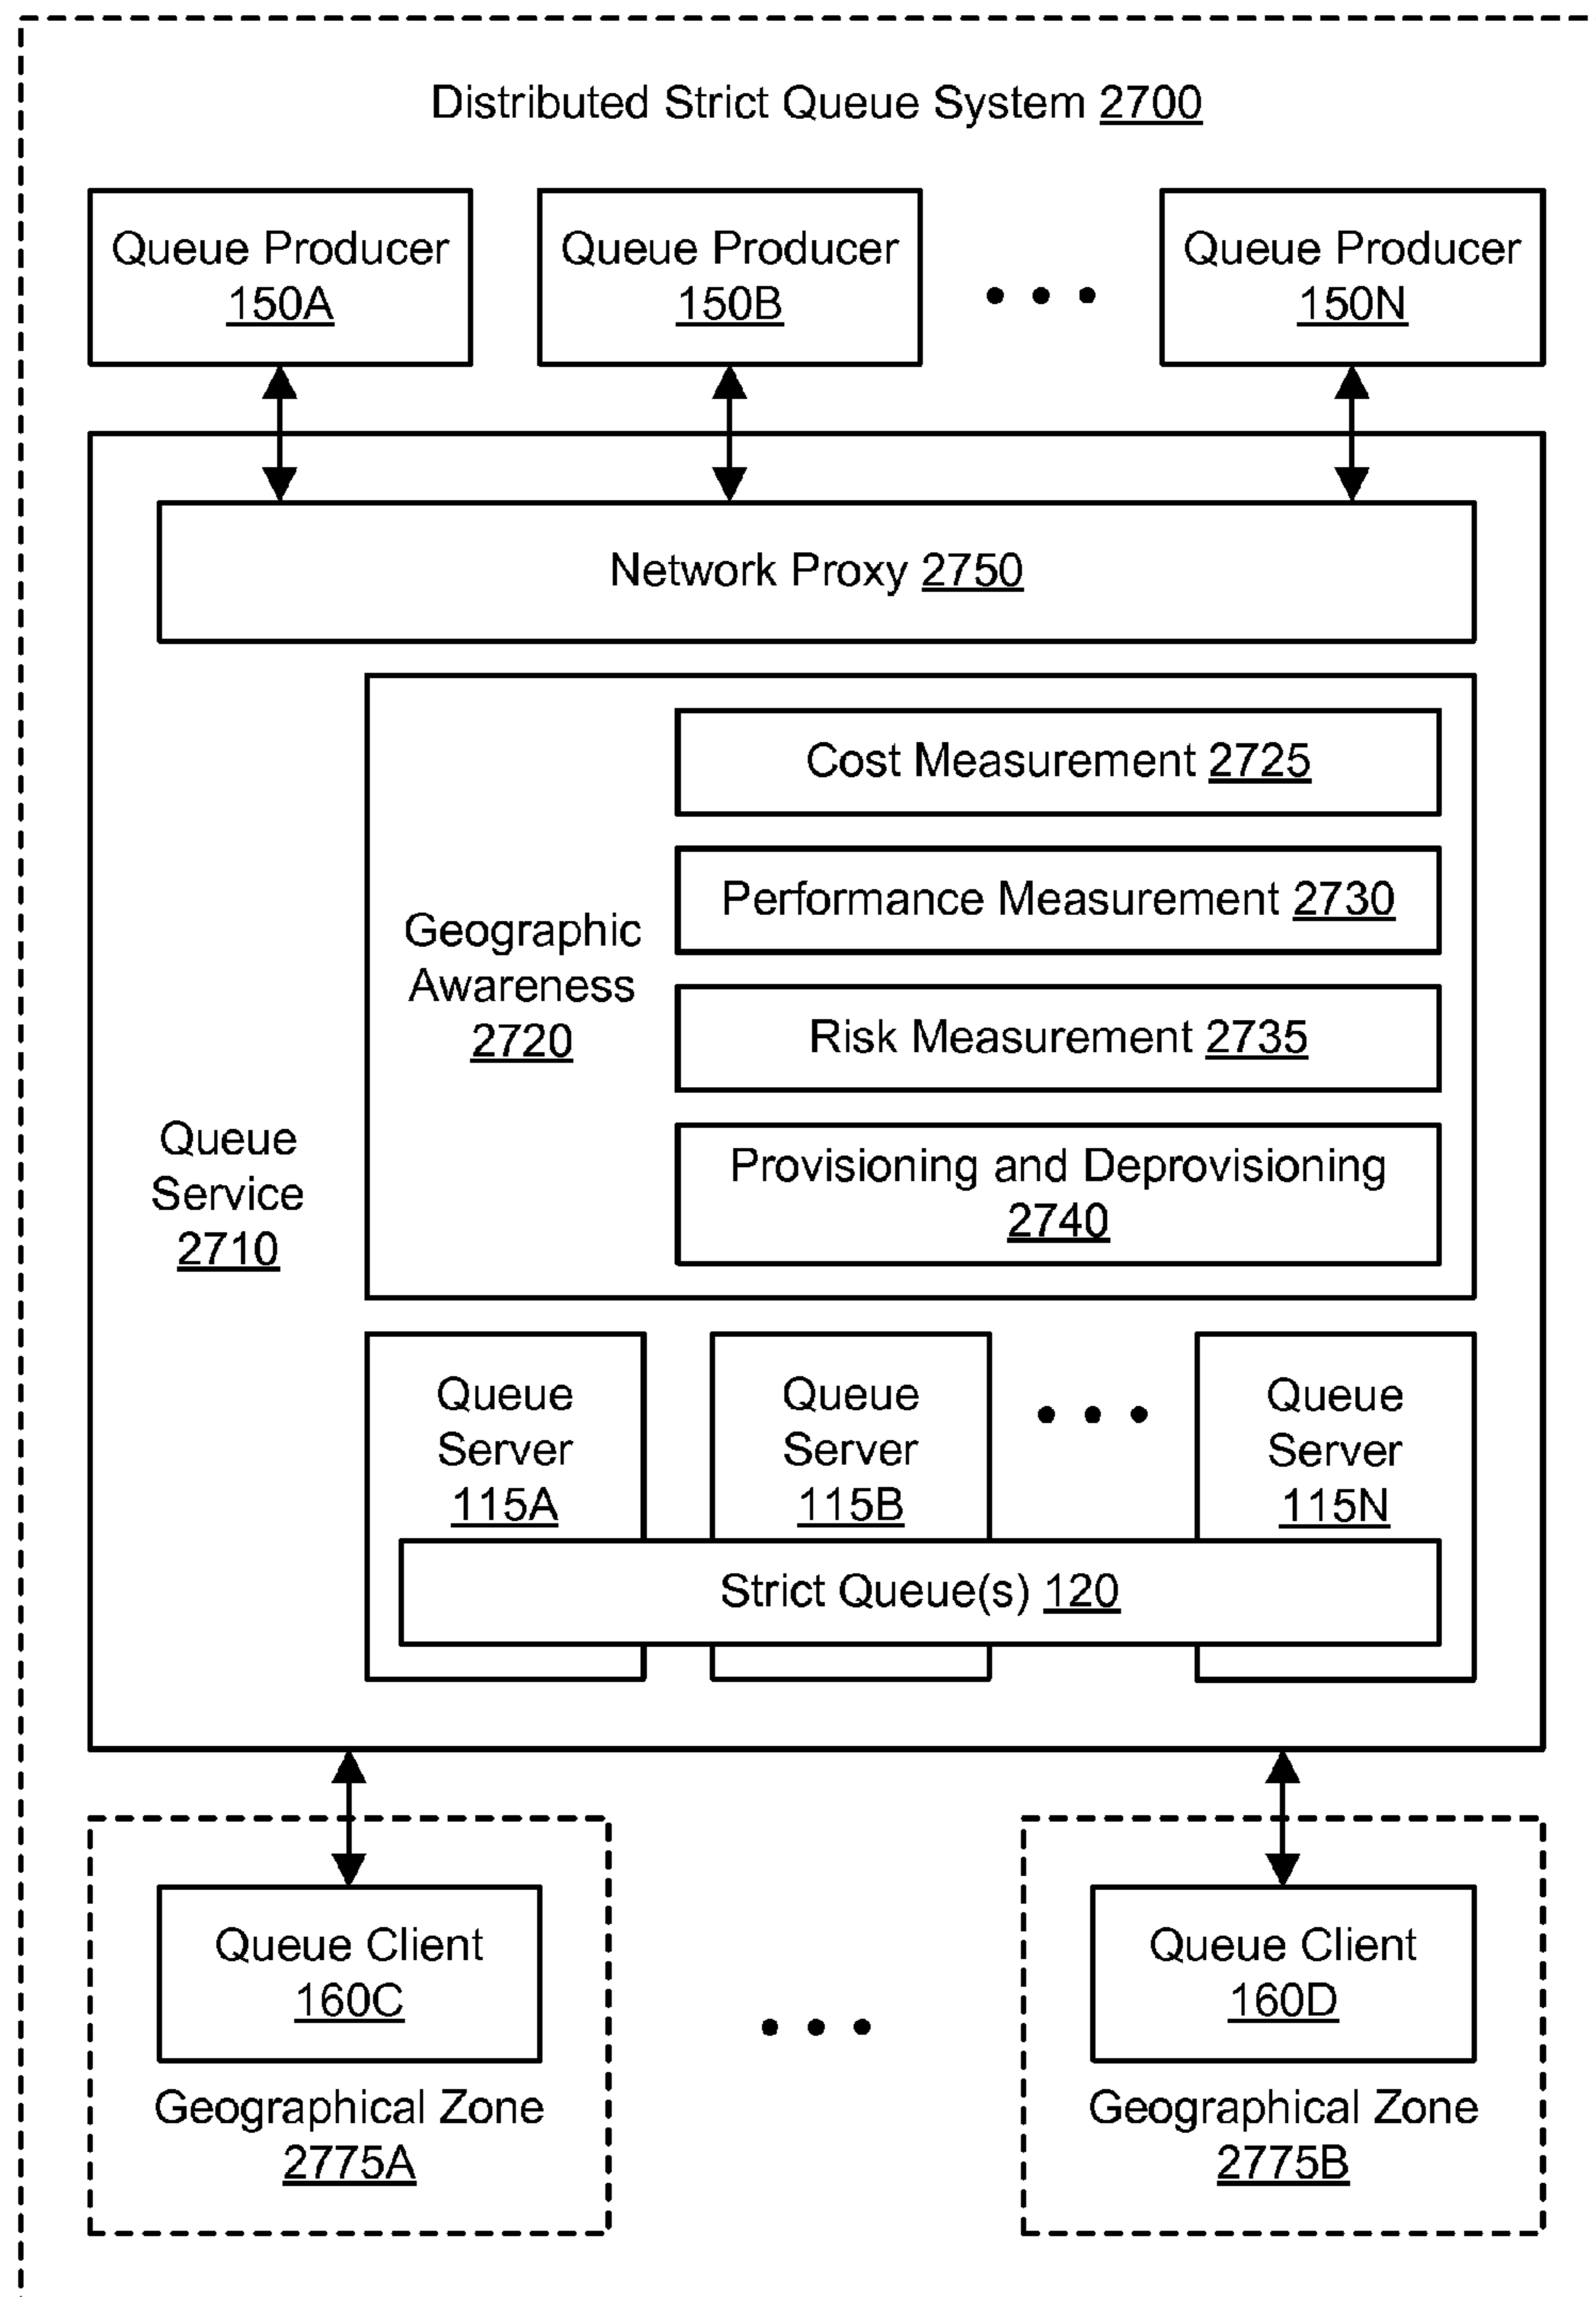 Distributed Strict Queue System 2700
Queue Producer
150A
Queue Producer
150B
Queue Producer
150N
Network Proxy 2750
Queue
Service
2710
Geographic
Awareness
2720
Cost Measurement 2725
Performance Measurement 2730
Risk Measurement 2735
Provisioning and Deprovisioning
2740
Queue
Server
115A
Queue
Server
115B
Queue
Server
115N
Strict Queue(s) 120
Queue Client
160C
Geographical Zone
2775A
Queue Client
160D
Geographical Zone
2775B